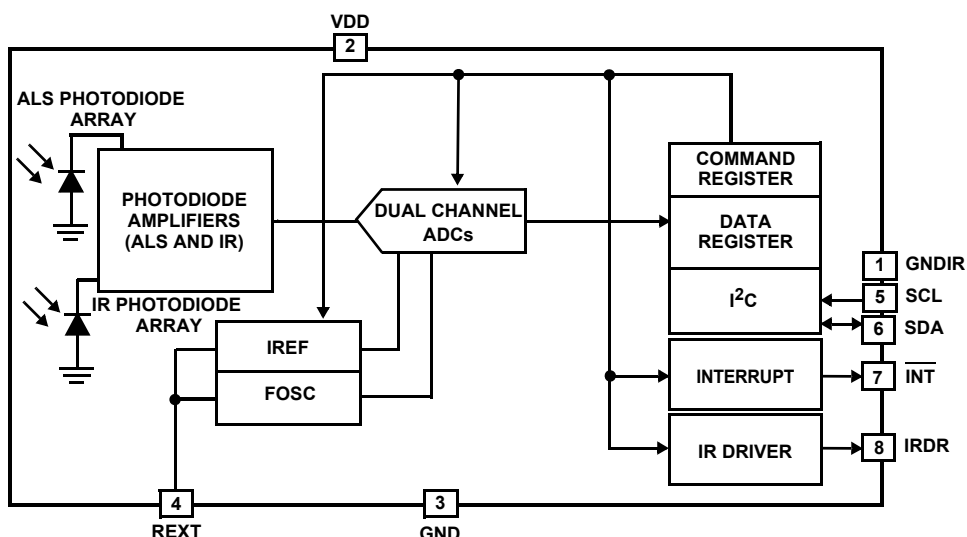 VDD
2
ALS PHOTODIODE
ARRAY
PHOTODIODE
AMPLIFIERS
(ALS AND IR)
IR PHOTODIODE
ARRAY
DUAL CHANNEL
ADCs
IREF
FOSC
COMMAND
REGISTER
DATA
REGISTER
I²C
INTERRUPT
IR DRIVER
1 GNDIR
5 SCL
6 SDA
7 I̅N̅T̅
8 IRDR
4
REXT
3
GND